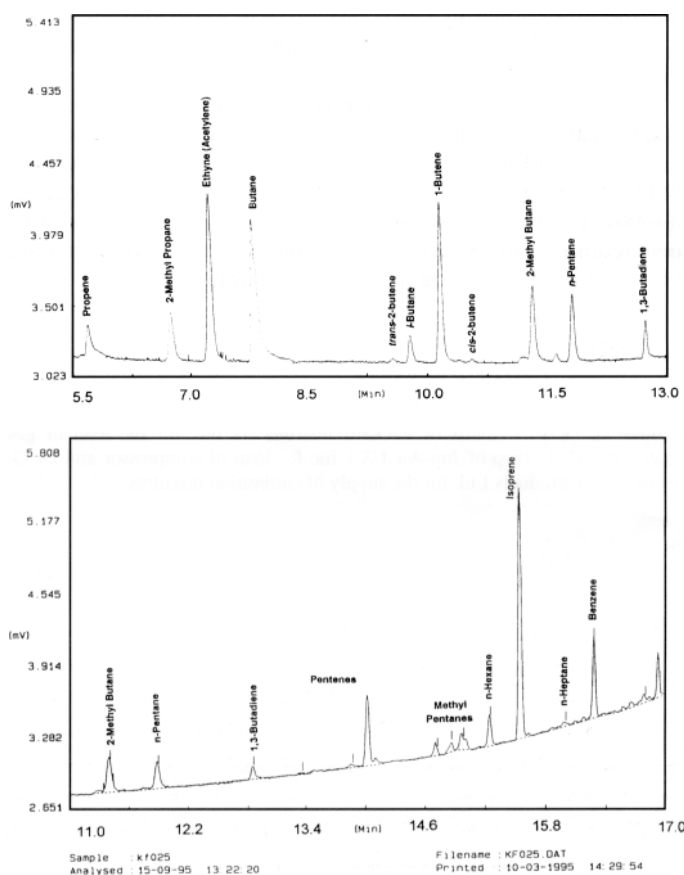 5.413
4.935
4.457
(mV)
3.979
3.501
3.023
Propene
2-Methyl Propane
Ethyne (Acetylene)
Butane
trans-2-butene
i-Butane
1-Butene
cis-2-butene
2-Methyl Butane
n-Pentane
1,3-Butadiene
5.5 7.0 8.5 (Min) 10.0 11.5 13.0
5.808
5.177
4.545
(mV)
3.914
3.282
2.651
2-Methyl Butane
n-Pentane
1,3-Butadiene
Pentenes
Methyl
Pentanes
n-Hexane
Isoprene
n-Heptane
Benzene
11.0 12.2 13.4 (Min) 14.6 15.8 17.0
Sample : kf025 Filename : KF025.DAT
Analysed : 15-09-95 13:22:20 Printed : 10-03-1995 14:29:54